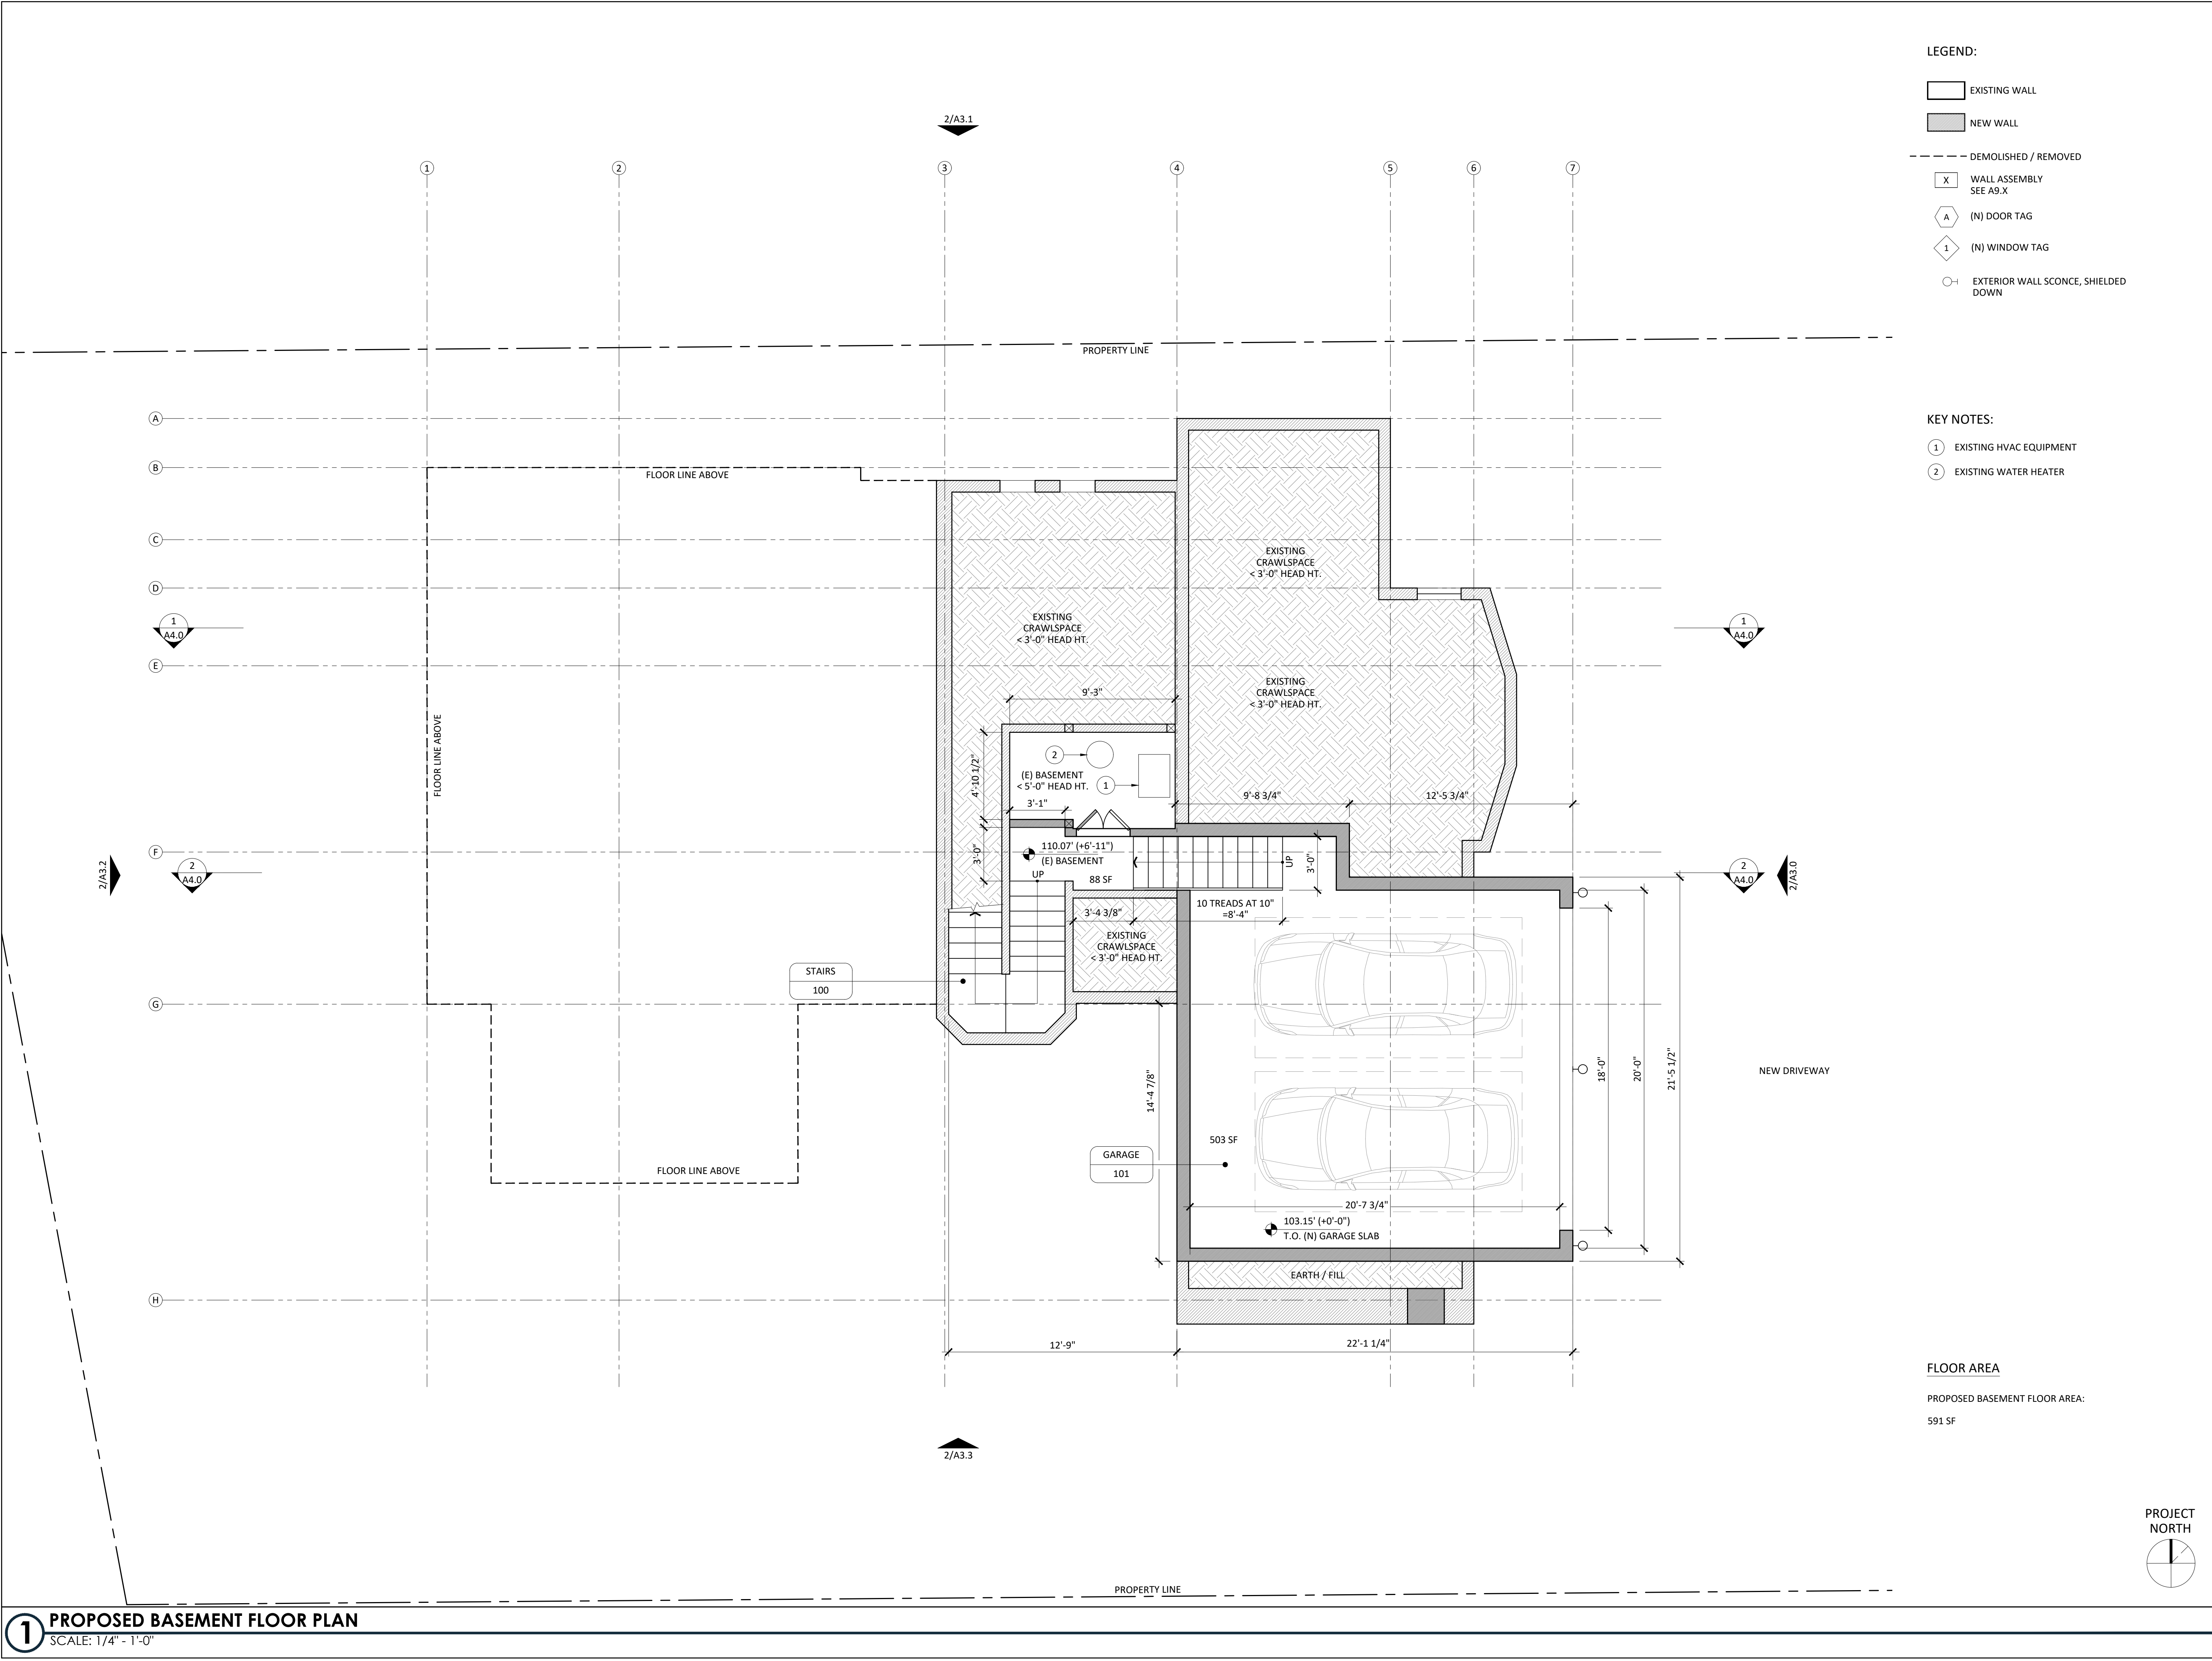 LEGEND:
EXISTING WALL
NEW WALL
DEMOLISHED / REMOVED
X
WALL ASSEMBLY
SEE A9.X
A
(N) DOOR TAG
1
(N) WINDOW TAG
EXTERIOR WALL SCONCE, SHIELDED
DOWN
2/A3.1
1
2
3
4
5
6
7
PROPERTY LINE
A
B
C
D
E
F
G
H
KEY NOTES:
1
EXISTING HVAC EQUIPMENT
2
EXISTING WATER HEATER
FLOOR LINE ABOVE
FLOOR LINE ABOVE
FLOOR LINE ABOVE
EXISTING
CRAWLSPACE
< 3'-0" HEAD HT.
EXISTING
CRAWLSPACE
< 3'-0" HEAD HT.
EXISTING
CRAWLSPACE
< 3'-0" HEAD HT.
1
A4.0
1
A4.0
9'-3"
4'-10 1/2"
2
(E) BASEMENT
< 5'-0" HEAD HT.
1
3'-1"
9'-8 3/4"
12'-5 3/4"
3'-0"
110.07' (+6'-11")
(E) BASEMENT
88 SF
UP
UP
3'-0"
2/A3.2
2
A4.0
2
A4.0
2/A3.0
3'-4 3/8"
10 TREADS AT 10"
=8'-4"
EXISTING
CRAWLSPACE
< 3'-0" HEAD HT.
STAIRS
100
14'-4 7/8"
18'-0"
20'-0"
21'-5 1/2"
NEW DRIVEWAY
503 SF
GARAGE
101
20'-7 3/4"
103.15' (+0'-0")
T.O. (N) GARAGE SLAB
EARTH / FILL
12'-9"
22'-1 1/4"
2/A3.3
FLOOR AREA
PROPOSED BASEMENT FLOOR AREA:
591 SF
PROJECT
NORTH
PROPERTY LINE
1
PROPOSED BASEMENT FLOOR PLAN
SCALE: 1/4" - 1'-0"